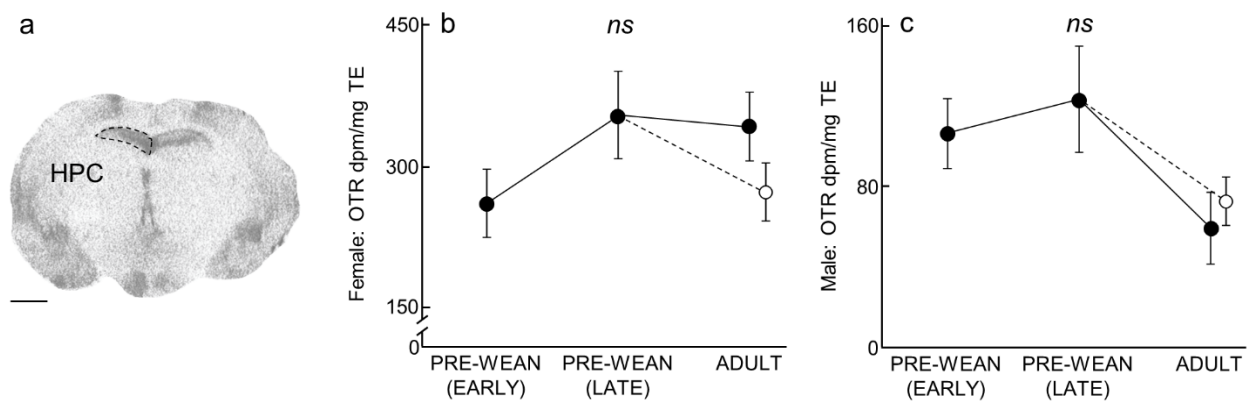 a
HPC
b
ns
Female: OTR dpm/mg TE
450
300
150
0
PRE-WEAN
(EARLY)
PRE-WEAN
(LATE)
ADULT
c
ns
Male: OTR dpm/mg TE
160
80
0
PRE-WEAN
(EARLY)
PRE-WEAN
(LATE)
ADULT